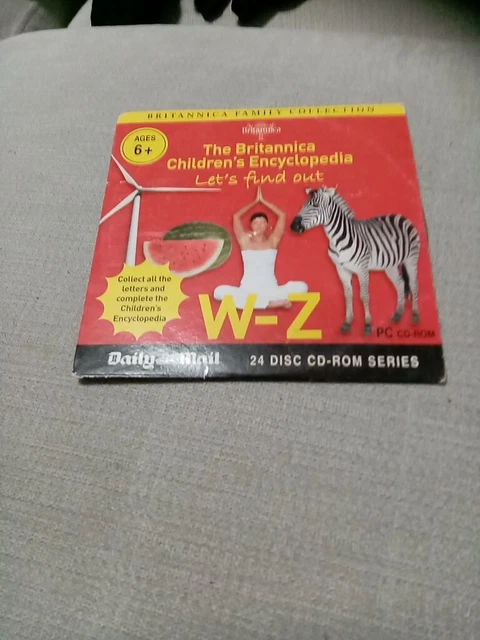 BRITANNICA FAMILY COLLECTION
AGES
6+
Britannica
The Britannica
Children's Encyclopedia
Let's find out
Collect all the
letters and
complete the
Children's
Encyclopedia
W–Z
PC CD-ROM
Daily Mail
24 DISC CD-ROM SERIES